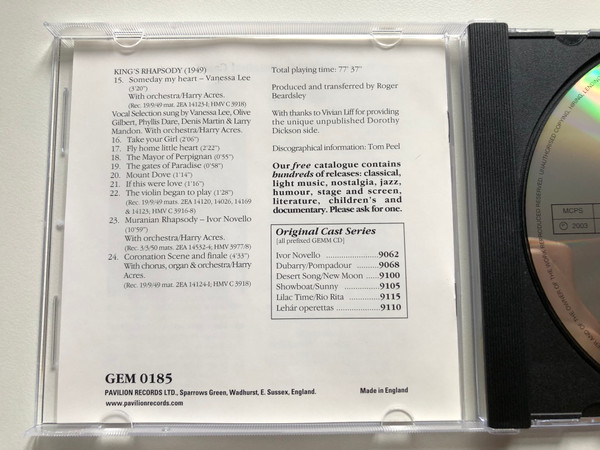 KING'S RHAPSODY (1949)
15. Someday my heart – Vanessa Lee
(3'20")
With orchestra/Harry Acres.
(Rec. 19/9/49 mat. ZEA 14123-I; HMV C 3918)
Vocal Selection sung by Vanessa Lee, Olive
Gilbert, Phyllis Dare, Denis Martin & Larry
Mandon. With orchestra/Harry Acres.
16. Take your Girl (2'06")
17. Fly home little heart (2'22")
18. The Mayor of Perpignan (0'55")
19. The gates of Paradise (0'58")
20. Mount Dove (1'14")
21. If this were love (1'16")
22. The violin began to play (1'28")
(Recs. 19/9/49 mats. ZEA 14120, 14026, 14169
& 14123; HMV C 3916-8)
23. Muranian Rhapsody – Ivor Novello
(10'59")
With orchestra/Harry Acres.
(Rec. 3/3/50 mats. ZEA 14532-4; HMV 3977/8)
24. Coronation Scene and finale (4'33")
With chorus, organ & orchestra/Harry
Acres.
(Rec. 19/9/49 mat. ZEA 14124-I; HMV C 3918)
Total playing time: 77' 37"
Produced and transferred by Roger
Beardsley
With thanks to Vivian Liff for providing
the unique unpublished Dorothy
Dickson side.
Discographical information: Tom Peel
Our free catalogue contains
hundreds of releases: classical,
light music, nostalgia, jazz,
humour, stage and screen,
literature, children's and
documentary. Please ask for one.
Original Cast Series
[all prefixed GEMM CD]
Ivor Novello ........................9062
Dubarry/Pompadour ..........9068
Desert Song/New Moon .....9100
Showboat/Sunny ................9105
Lilac Time/Rio Rita .............9115
Lehár operettas ..................9110
GEM 0185
PAVILION RECORDS LTD., Sparrows Green, Wadhurst, E. Sussex, England.
www.pavilionrecords.com
Made in England
MCPS
2003